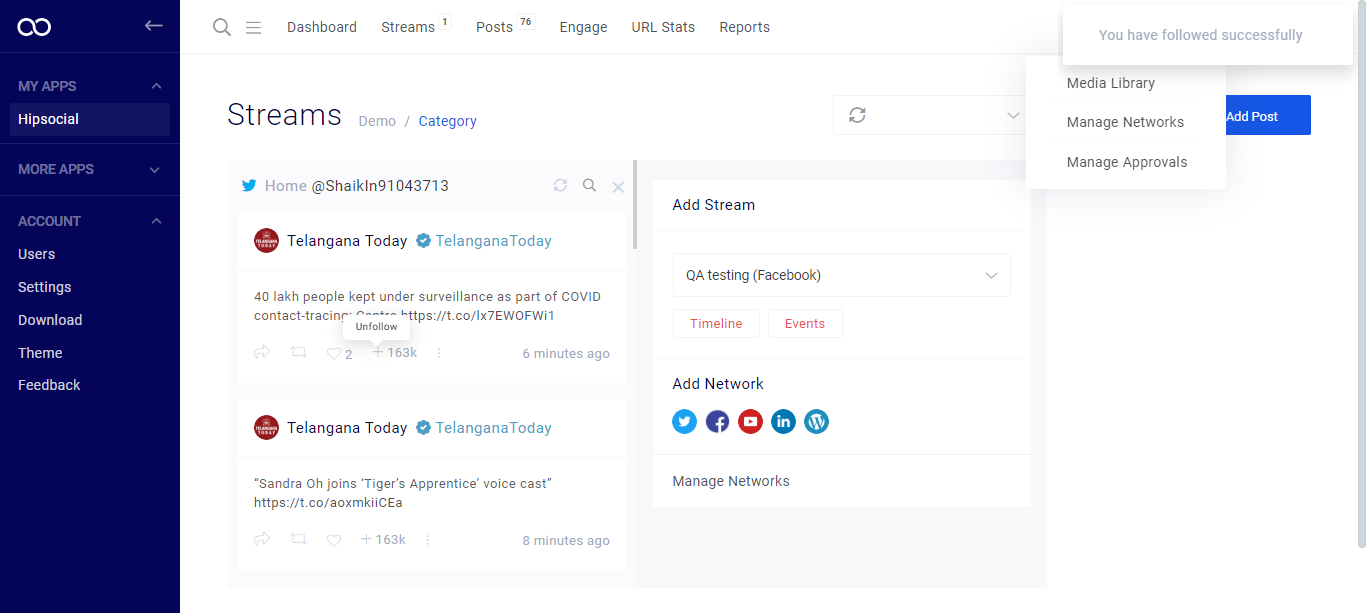 Dashboard
Streams 1
Posts 76
Engage
URL Stats
Reports
You have followed successfully
Media Library
Manage Networks
Manage Approvals
MY APPS
Hipsocial
MORE APPS
ACCOUNT
Users
Settings
Download
Theme
Feedback
Streams
Demo / Category
Add Post
Home @ShaikIn91043713
Telangana Today TelanganaToday
40 lakh people kept under surveillance as part of COVID
contact-tracing: Centre https://t.co/lx7EWOFWi1
Unfollow
2 163k
6 minutes ago
Telangana Today TelanganaToday
“Sandra Oh joins ‘Tiger’s Apprentice’ voice cast”
https://t.co/aoxmkiiCEa
163k
8 minutes ago
Add Stream
QA testing (Facebook)
Timeline
Events
Add Network
Manage Networks